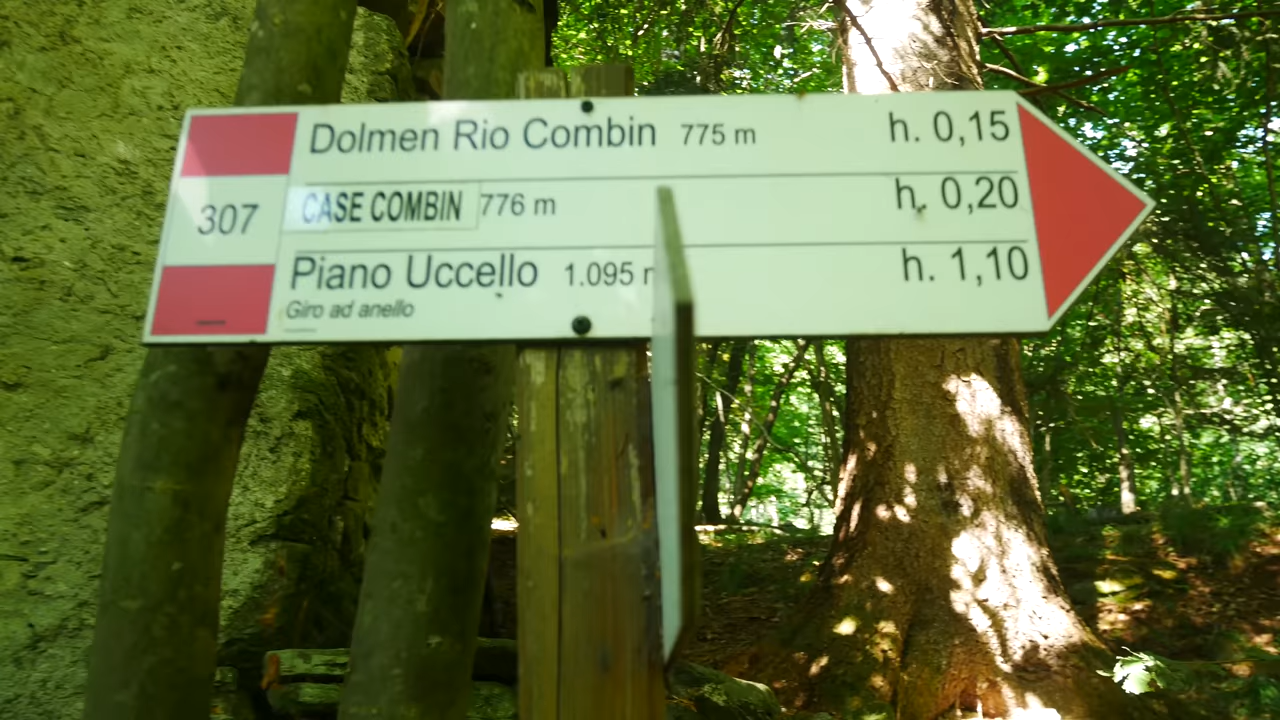 Dolmen Rio Combin 775 m h. 0,15
307 CASE COMBIN 776 m h. 0,20
Piano Uccello 1.095 h. 1,10
Giro ad anello